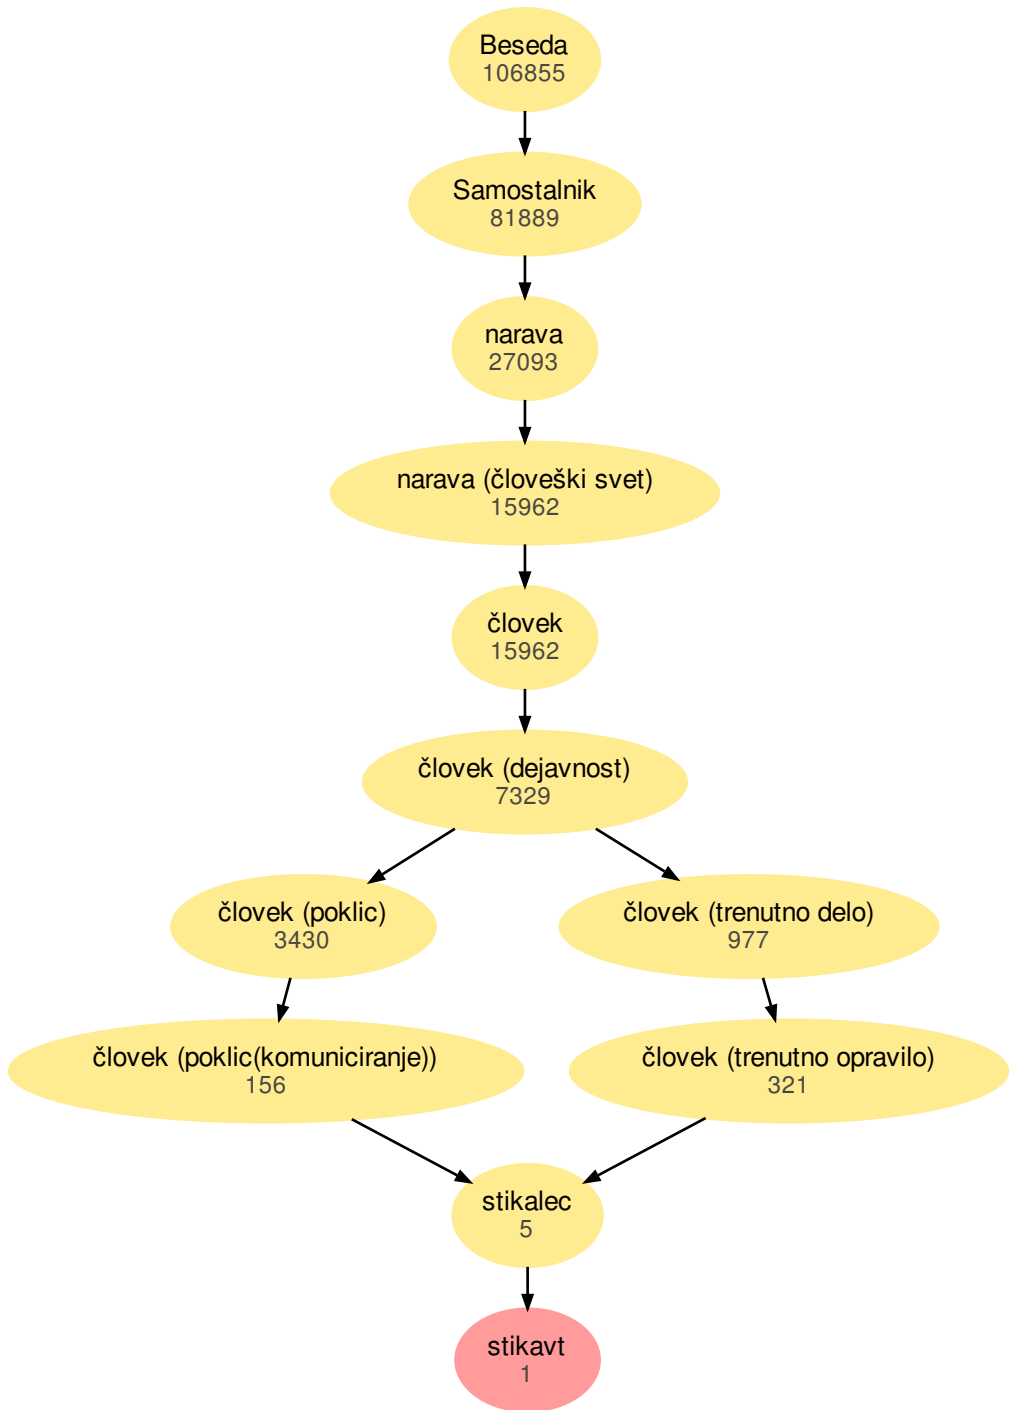 Beseda
106855
Samostalnik
81889
narava
27093
narava (človeški svet)
15962
človek
15962
človek (dejavnost)
7329
človek (poklic)
3430
človek (trenutno delo)
977
človek (poklic(komuniciranje))
156
človek (trenutno opravilo)
321
stikalec
5
stikavt
1